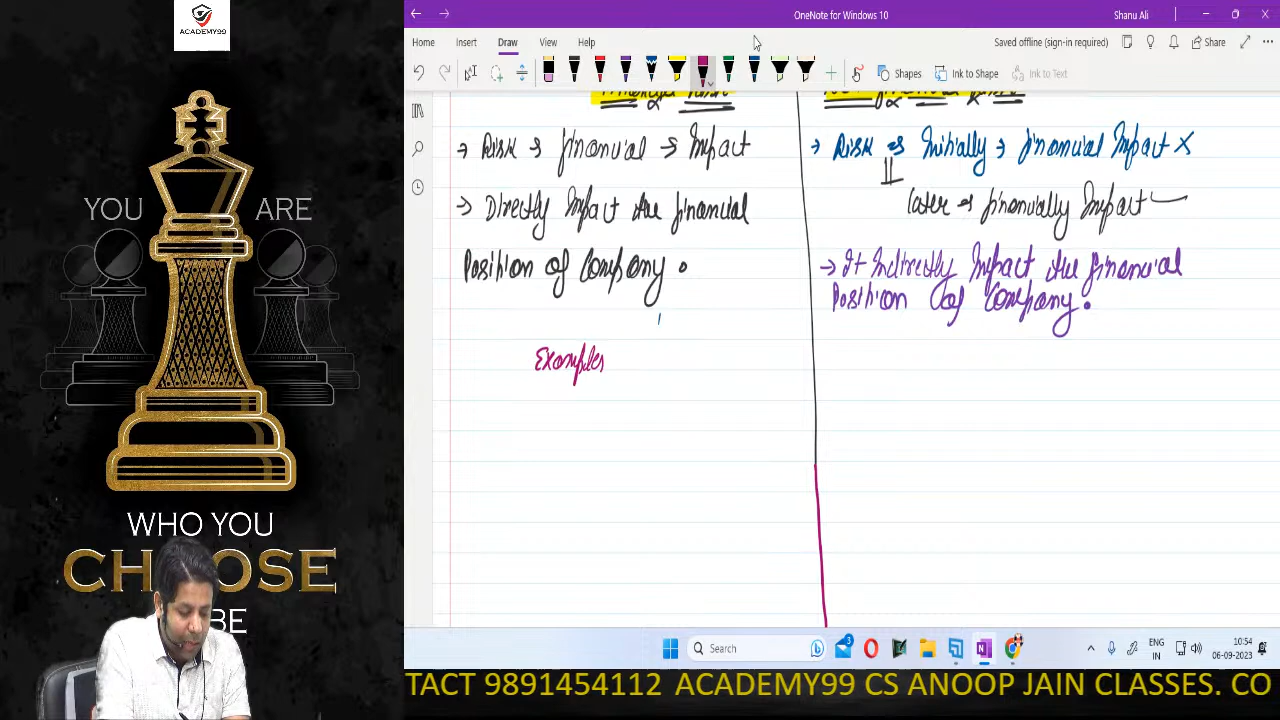 ACADEMY99
YOU ARE
WHO YOU
CHOOSE
BE
OneNote for Windows 10
Shanu Ali
Home Insert Draw View Help
Saved offline (sign-in required)
Share
Shapes
Ink to Shape
Ink to Text
→ Risk → financial → Impact
→ Directly Impact the financial
Position of Company.
Examples
→ Risk → Initially → financial Impact X
later → financially Impact
→ It Indirectly Impact the financial
Position of Company.
Search
3
ENG
IN
10:54
06-09-2023
TACT 9891454112 ACADEMY99 CS ANOOP JAIN CLASSES. CO